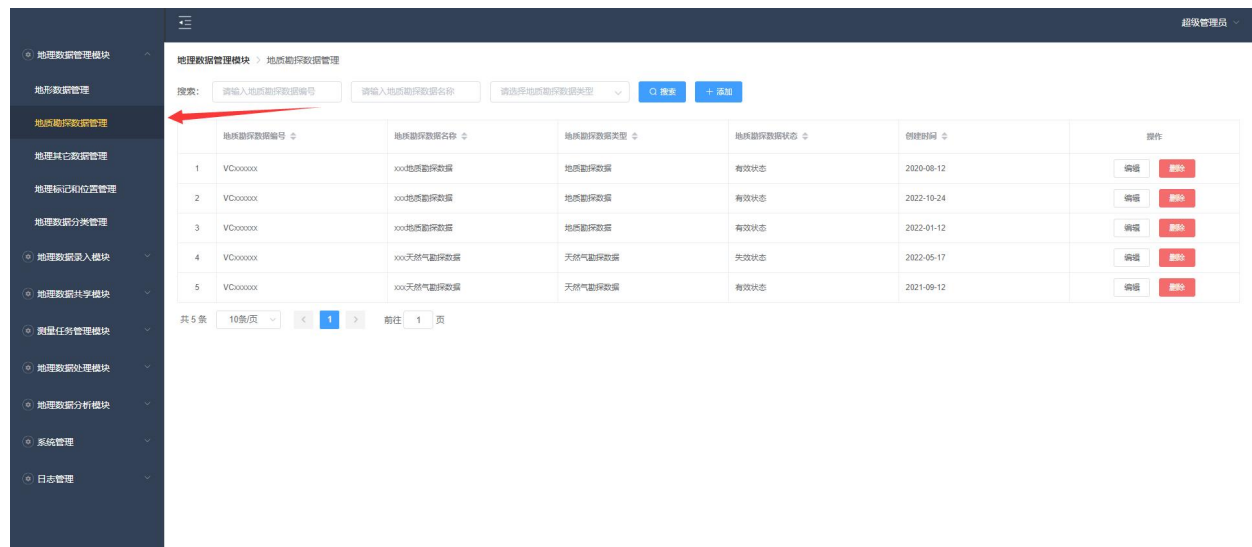 超级管理员
地理数据管理模块
地形数据管理
地质勘探数据管理
地理其它数据管理
地理标记和位置管理
地理数据分类管理
地理数据录入模块
地理数据共享模块
测量任务管理模块
地理数据处理模块
地理数据分析模块
系统管理
日志管理
地理数据管理模块 > 地质勘探数据管理
搜索: 请输入地质勘探数据编号 请输入地质勘探数据名称 请选择地质勘探数据类型 搜索 + 添加
地质勘探数据编号 地质勘探数据名称 地质勘探数据类型 地质勘探数据状态 创建时间 操作
1 VCxxxxxx xxx地质勘探数据 地质勘探数据 有效状态 2020-08-12 编辑 删除
2 VCxxxxxx xxx地质勘探数据 地质勘探数据 有效状态 2022-10-24 编辑 删除
3 VCxxxxxx xxx地质勘探数据 地质勘探数据 有效状态 2022-01-12 编辑 删除
4 VCxxxxxx xxx天然气勘探数据 天然气勘探数据 失效状态 2022-05-17 编辑 删除
5 VCxxxxxx xxx天然气勘探数据 天然气勘探数据 有效状态 2021-09-12 编辑 删除
共 5 条 10条/页 < 1 > 前往 1 页